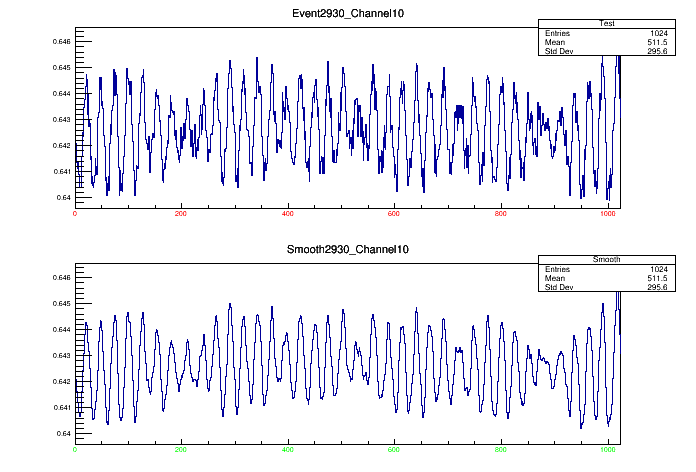 Event2930_Channel10
Test
Entries 1024
Mean 511.5
Std Dev 295.6
0.646
0.645
0.644
0.643
0.642
0.641
0.64
0 200 400 600 800 1000
Smooth2930_Channel10
Smooth
Entries 1024
Mean 511.5
Std Dev 295.6
0.646
0.645
0.644
0.643
0.642
0.641
0.64
0 200 400 600 800 1000